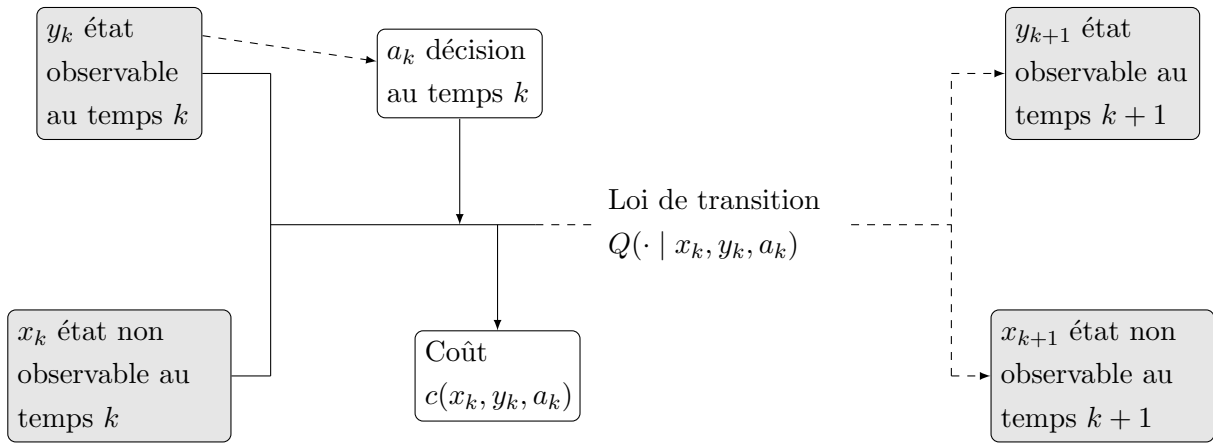 $y_k$ état
observable
au temps $k$
$a_k$ décision
au temps $k$
$y_{k+1}$ état
observable au
temps $k+1$
Loi de transition
$Q(\cdot \mid x_k, y_k, a_k)$
$x_k$ état non
observable au
temps $k$
Coût
$c(x_k, y_k, a_k)$
$x_{k+1}$ état non
observable au
temps $k+1$